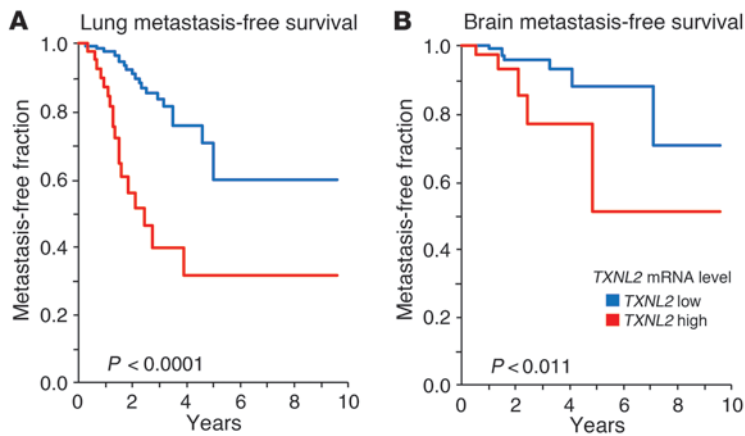 A Lung metastasis-free survival
Metastasis-free fraction
1.0
0.8
0.6
0.4
0.2
0.0
P < 0.0001
0 2 4 6 8 10
Years
B Brain metastasis-free survival
Metastasis-free fraction
1.0
0.8
0.6
0.4
0.2
0.0
TXNL2 mRNA level
TXNL2 low
TXNL2 high
P < 0.011
0 2 4 6 8 10
Years